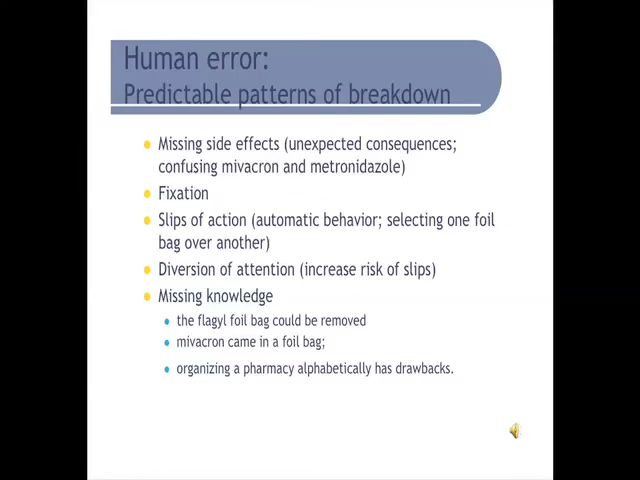 Human error:
Predictable patterns of breakdown
Missing side effects (unexpected consequences;
confusing mivacron and metronidazole)
Fixation
Slips of action (automatic behavior; selecting one foil
bag over another)
Diversion of attention (increase risk of slips)
Missing knowledge
the flagyl foil bag could be removed
mivacron came in a foil bag;
organizing a pharmacy alphabetically has drawbacks.